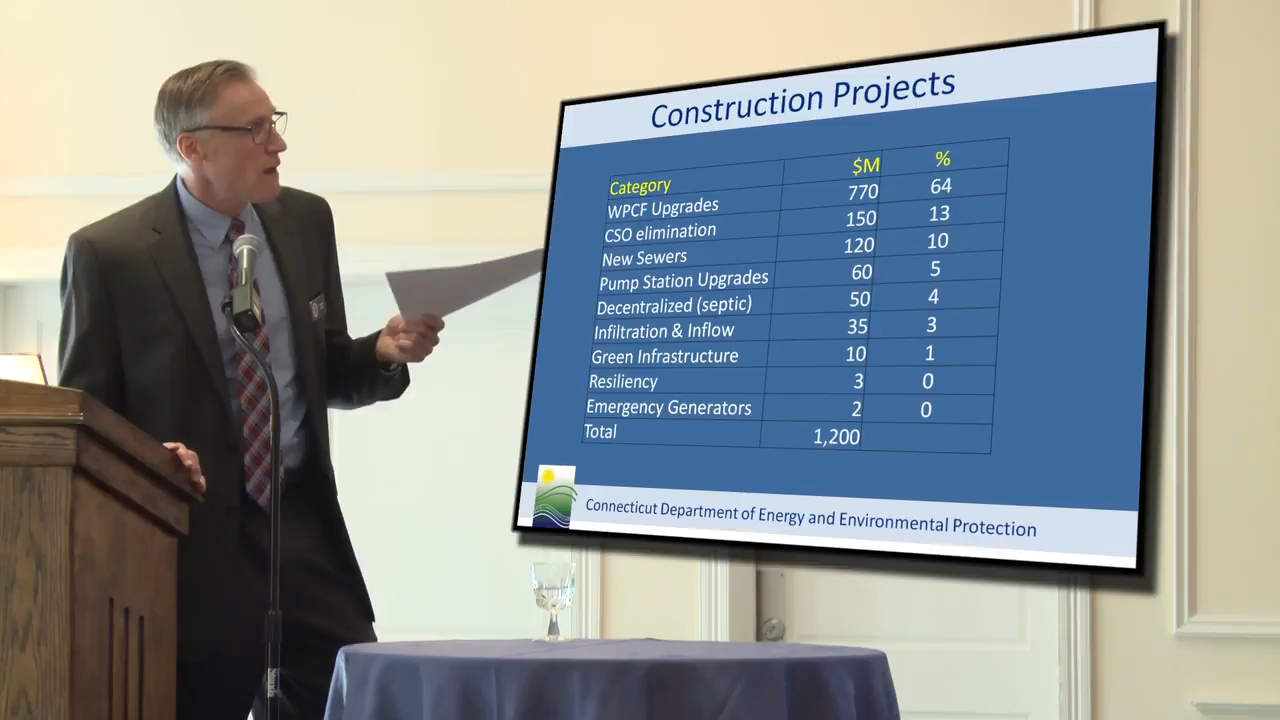 Construction Projects
Category $M %
WPCF Upgrades 770 64
CSO elimination 150 13
New Sewers 120 10
Pump Station Upgrades 60 5
Decentralized (septic) 50 4
Infiltration & Inflow 35 3
Green Infrastructure 10 1
Resiliency 3 0
Emergency Generators 2 0
Total 1,200
Connecticut Department of Energy and Environmental Protection